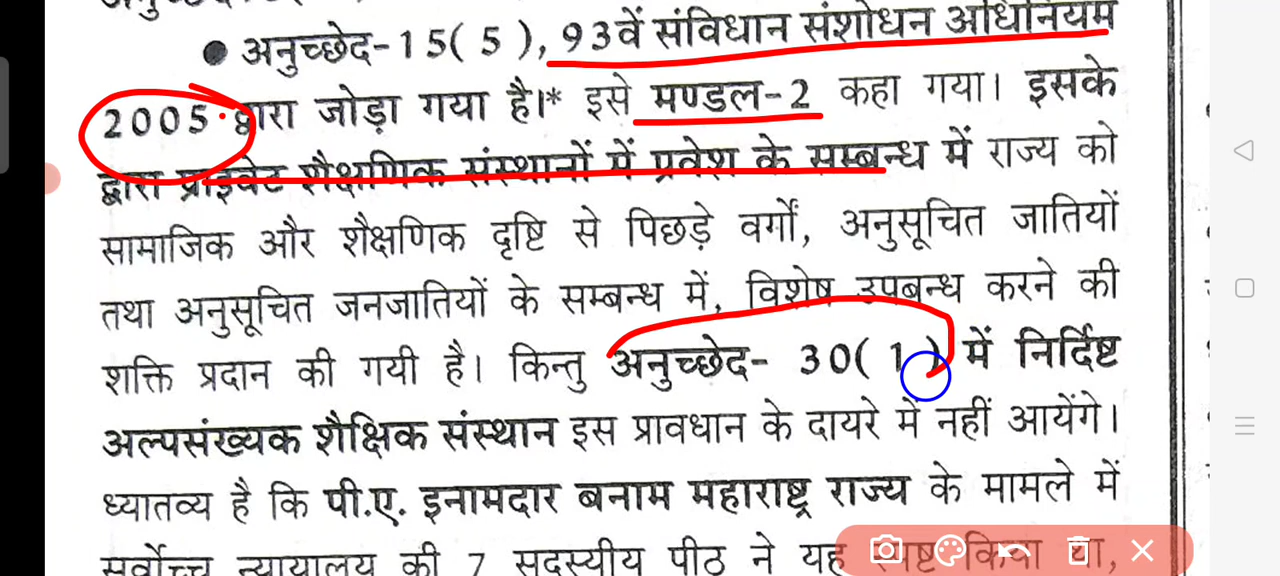 ● अनुच्छेद-15(5), 93वें संविधान संशोधन अधिनियम
2005 द्वारा जोड़ा गया है।* इसे मण्डल-2 कहा गया। इसके
द्वारा प्राइवेट शैक्षणिक संस्थानों में प्रवेश के सम्बन्ध में राज्य को
सामाजिक और शैक्षणिक दृष्टि से पिछड़े वर्गों, अनुसूचित जातियों
तथा अनुसूचित जनजातियों के सम्बन्ध में, विशेष उपबन्ध करने की
शक्ति प्रदान की गयी है। किन्तु अनुच्छेद- 30(1) में निर्दिष्ट
अल्पसंख्यक शैक्षिक संस्थान इस प्रावधान के दायरे में नहीं आयेंगे।
ध्यातव्य है कि पी.ए. इनामदार बनाम महाराष्ट्र राज्य के मामले में
सर्वोच्च न्यायालय की 7 सदस्यीय पीठ ने यह स्पष्ट किया था,